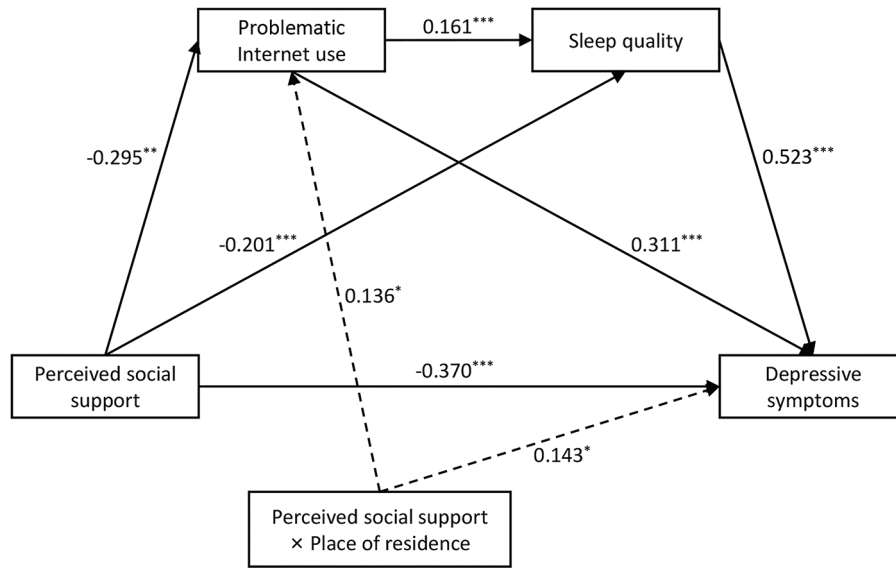 Problematic
Internet use
0.161***
Sleep quality
-0.295**
0.523***
-0.201***
0.311***
0.136*
Perceived social
support
-0.370***
Depressive
symptoms
0.143*
Perceived social support
× Place of residence